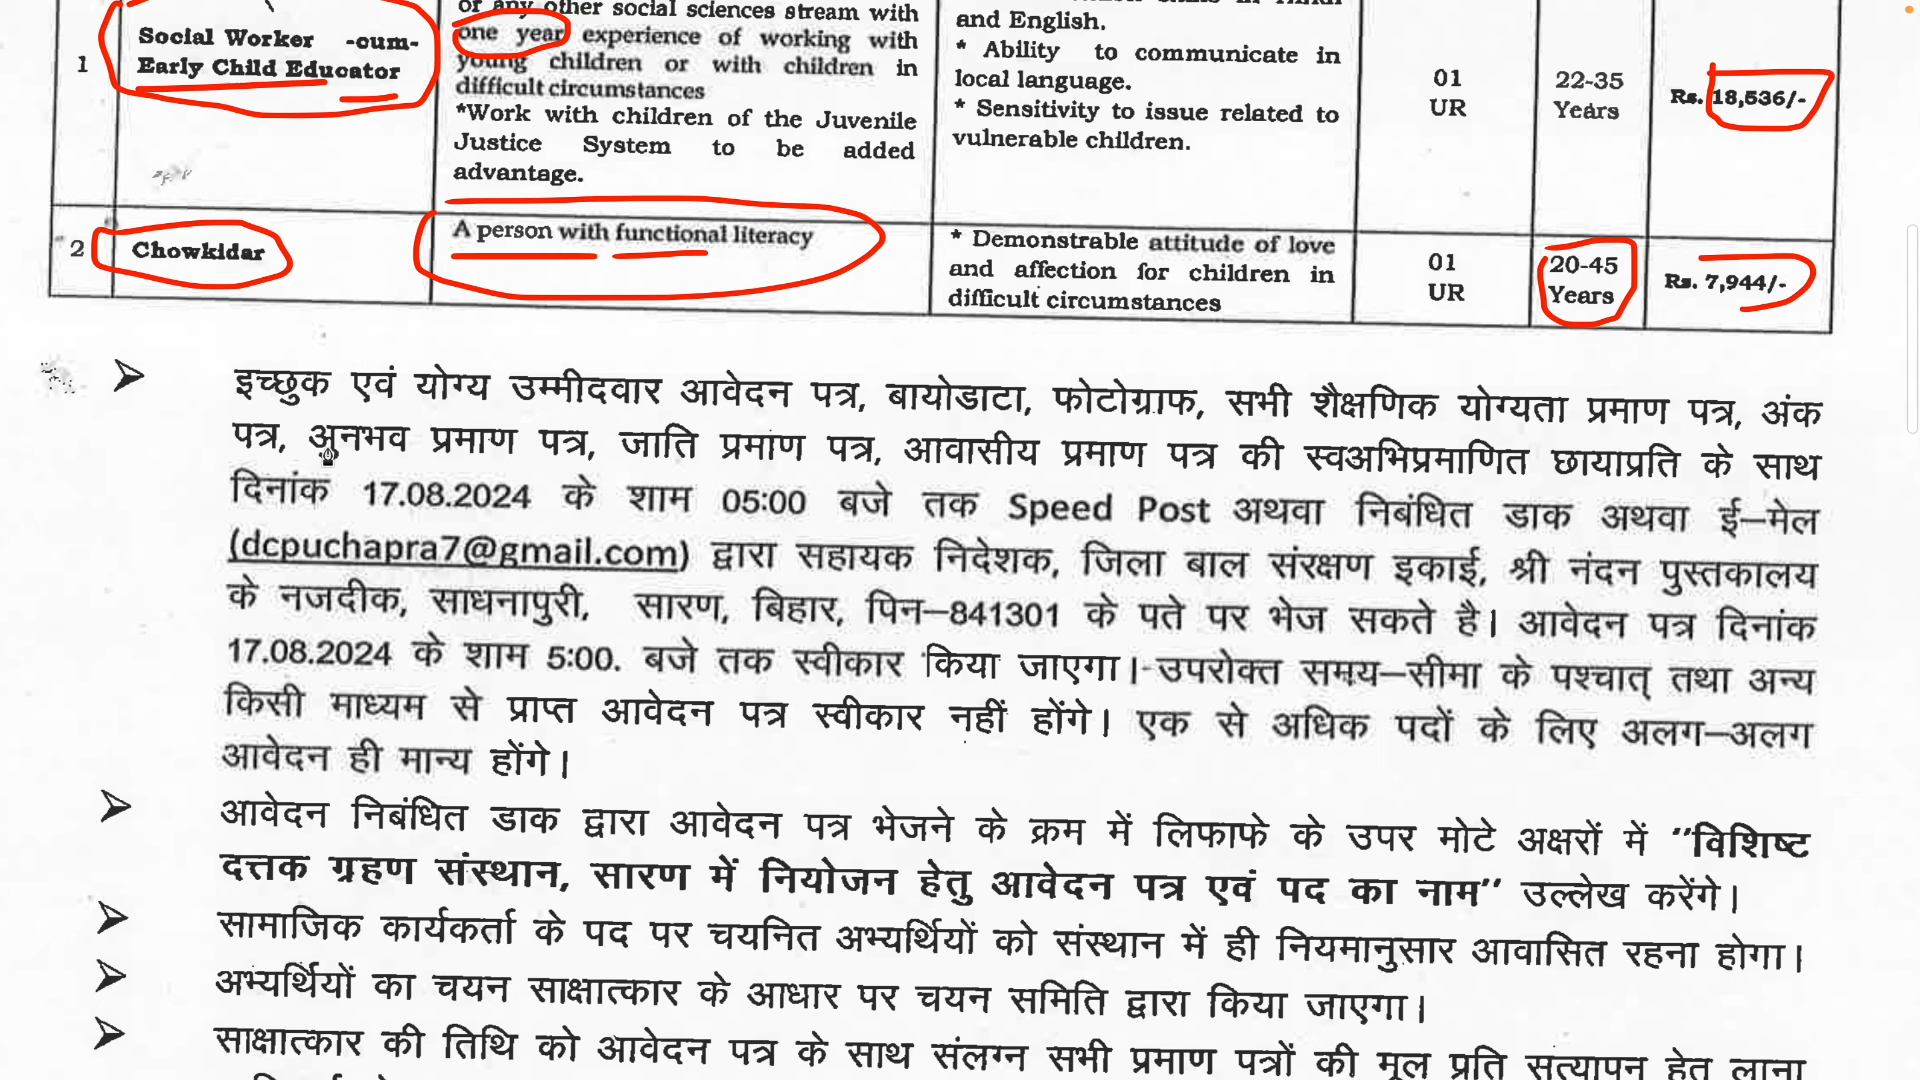 or any other social sciences stream with
one year experience of working with
young children or with children in
difficult circumstances
*Work with children of the Juvenile
Justice System to be added
advantage.
1
Social Worker -cum-
Early Child Educator
and English.
* Ability to communicate in
local language.
* Sensitivity to issue related to
vulnerable children.
01
UR
22-35
Years
Rs. 18,536/-
2
Chowkidar
A person with functional literacy
* Demonstrable attitude of love
and affection for children in
difficult circumstances
01
UR
20-45
Years
Rs. 7,944/-
➢ इच्छुक एवं योग्य उम्मीदवार आवेदन पत्र, बायोडाटा, फोटोग्राफ, सभी शैक्षणिक योग्यता प्रमाण पत्र, अंक
पत्र, अनभव प्रमाण पत्र, जाति प्रमाण पत्र, आवासीय प्रमाण पत्र की स्वअभिप्रमाणित छायाप्रति के साथ
दिनांक 17.08.2024 के शाम 05:00 बजे तक Speed Post अथवा निबंधित डाक अथवा ई–मेल
(dcpuchapra7@gmail.com) द्वारा सहायक निदेशक, जिला बाल संरक्षण इकाई, श्री नंदन पुस्तकालय
के नजदीक, साधनापुरी, सारण, बिहार, पिन–841301 के पते पर भेज सकते है। आवेदन पत्र दिनांक
17.08.2024 के शाम 5:00. बजे तक स्वीकार किया जाएगा। उपरोक्त समय–सीमा के पश्चात् तथा अन्य
किसी माध्यम से प्राप्त आवेदन पत्र स्वीकार नहीं होंगे। एक से अधिक पदों के लिए अलग–अलग
आवेदन ही मान्य होंगे।
➢ आवेदन निबंधित डाक द्वारा आवेदन पत्र भेजने के क्रम में लिफाफे के उपर मोटे अक्षरों में ''विशिष्ट
दत्तक ग्रहण संस्थान, सारण में नियोजन हेतु आवेदन पत्र एवं पद का नाम'' उल्लेख करेंगे।
➢ सामाजिक कार्यकर्ता के पद पर चयनित अभ्यर्थियों को संस्थान में ही नियमानुसार आवासित रहना होगा।
➢ अभ्यर्थियों का चयन साक्षात्कार के आधार पर चयन समिति द्वारा किया जाएगा।
➢ साक्षात्कार की तिथि को आवेदन पत्र के साथ संलग्न सभी प्रमाण पत्रों की मूल प्रति सत्यापन हेतु लाना